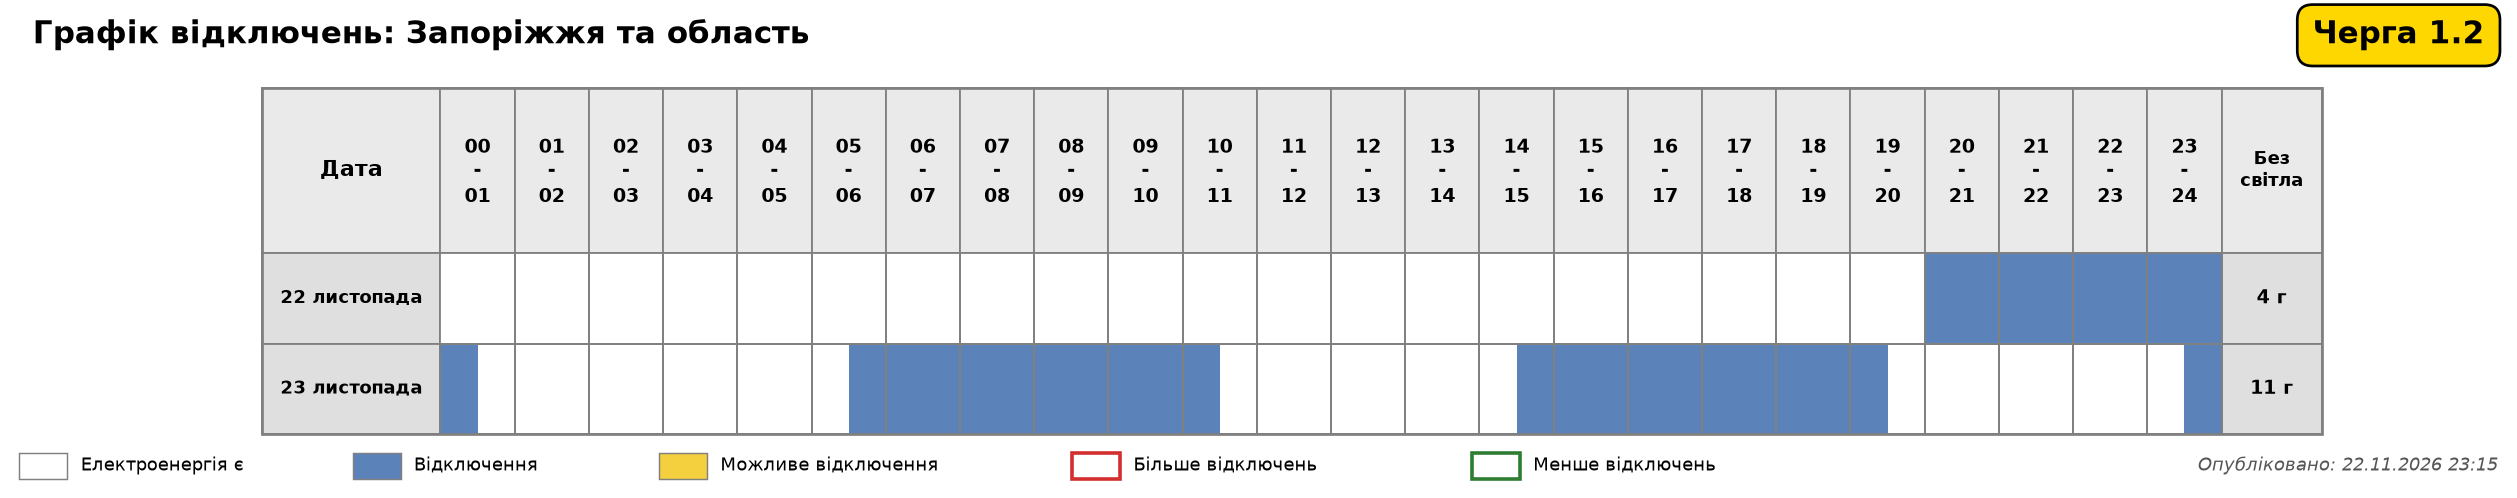 Графік відключень: Запоріжжя та область
Черга 1.2
Дата
00 - 01
01 - 02
02 - 03
03 - 04
04 - 05
05 - 06
06 - 07
07 - 08
08 - 09
09 - 10
10 - 11
11 - 12
12 - 13
13 - 14
14 - 15
15 - 16
16 - 17
17 - 18
18 - 19
19 - 20
20 - 21
21 - 22
22 - 23
23 - 24
Без
світла
22 листопада
4 г
23 листопада
11 г
Електроенергія є
Відключення
Можливе відключення
Більше відключень
Менше відключень
Опубліковано: 22.11.2026 23:15